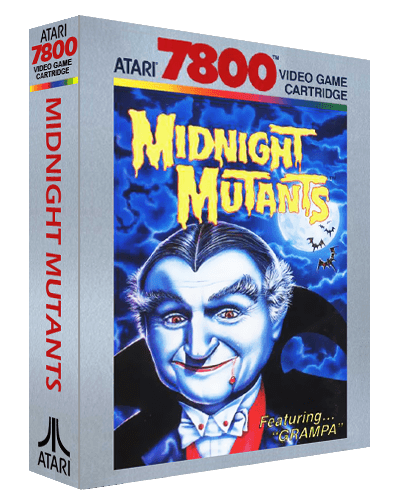 ATARI
7800
VIDEO GAME
CARTRIDGE
MIDNIGHT MUTANTS
ATARI
ATARI 7800™ VIDEO GAME
CARTRIDGE
MIDNIGHT
MUTANTS
Featuring...
"GRAMPA"